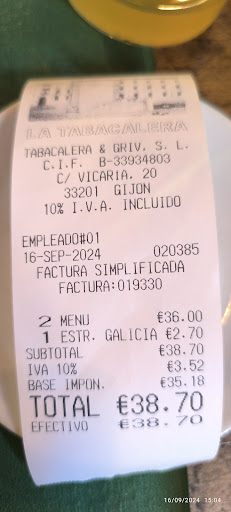 LA TABACALERA
TABACALERA & GRIV. S. L.
C.I.F. B-33934803
C/ VICARIA. 20
33201 GIJON
10% I.V.A. INCLUIDO
EMPLEADO#01
16-SEP-2024 020385
FACTURA SIMPLIFICADA
FACTURA:019330
2 MENU €36.00
1 ESTR. GALICIA €2.70
SUBTOTAL €38.70
IVA 10% €3.52
BASE IMPON. €35.18
TOTAL €38.70
EFECTIVO €38.70
16/09/2024 15:04